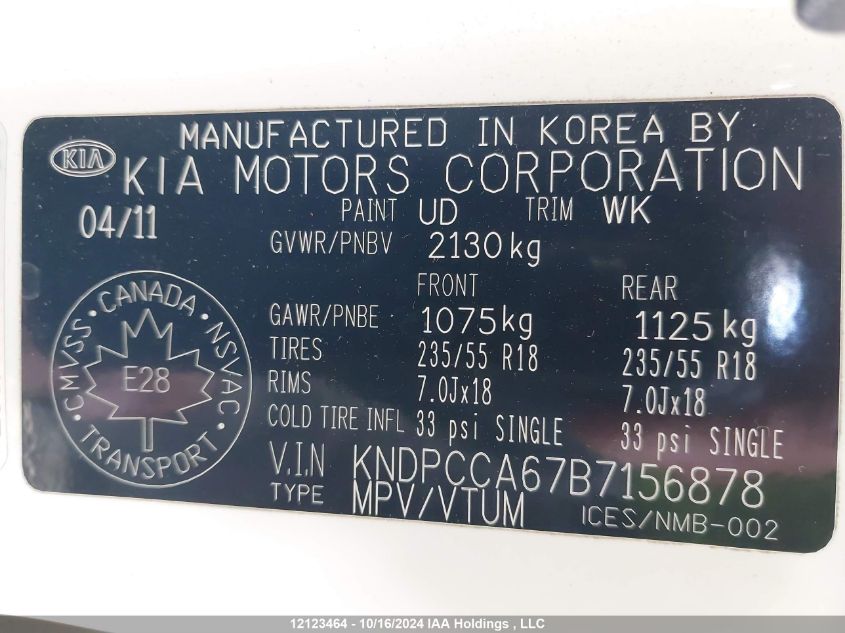 MANUFACTURED IN KOREA BY
KIA KIA MOTORS CORPORATION
04/11 PAINT UD TRIM WK
GVWR/PNBV 2130kg
FRONT REAR
GAWR/PNBE 1075kg 1125kg
TIRES 235/55 R18 235/55 R18
RIMS 7.0Jx18 7.0Jx18
COLD TIRE INFL 33 psi SINGLE 33 psi SINGLE
V.I.N KNDPCCA67B7156878
TYPE MPV/VTUM ICES/NMB-002
CMVSS · CANADA · NSVAC · TRANSPORT ·
E28
12123464 - 10/16/2024 IAA Holdings , LLC